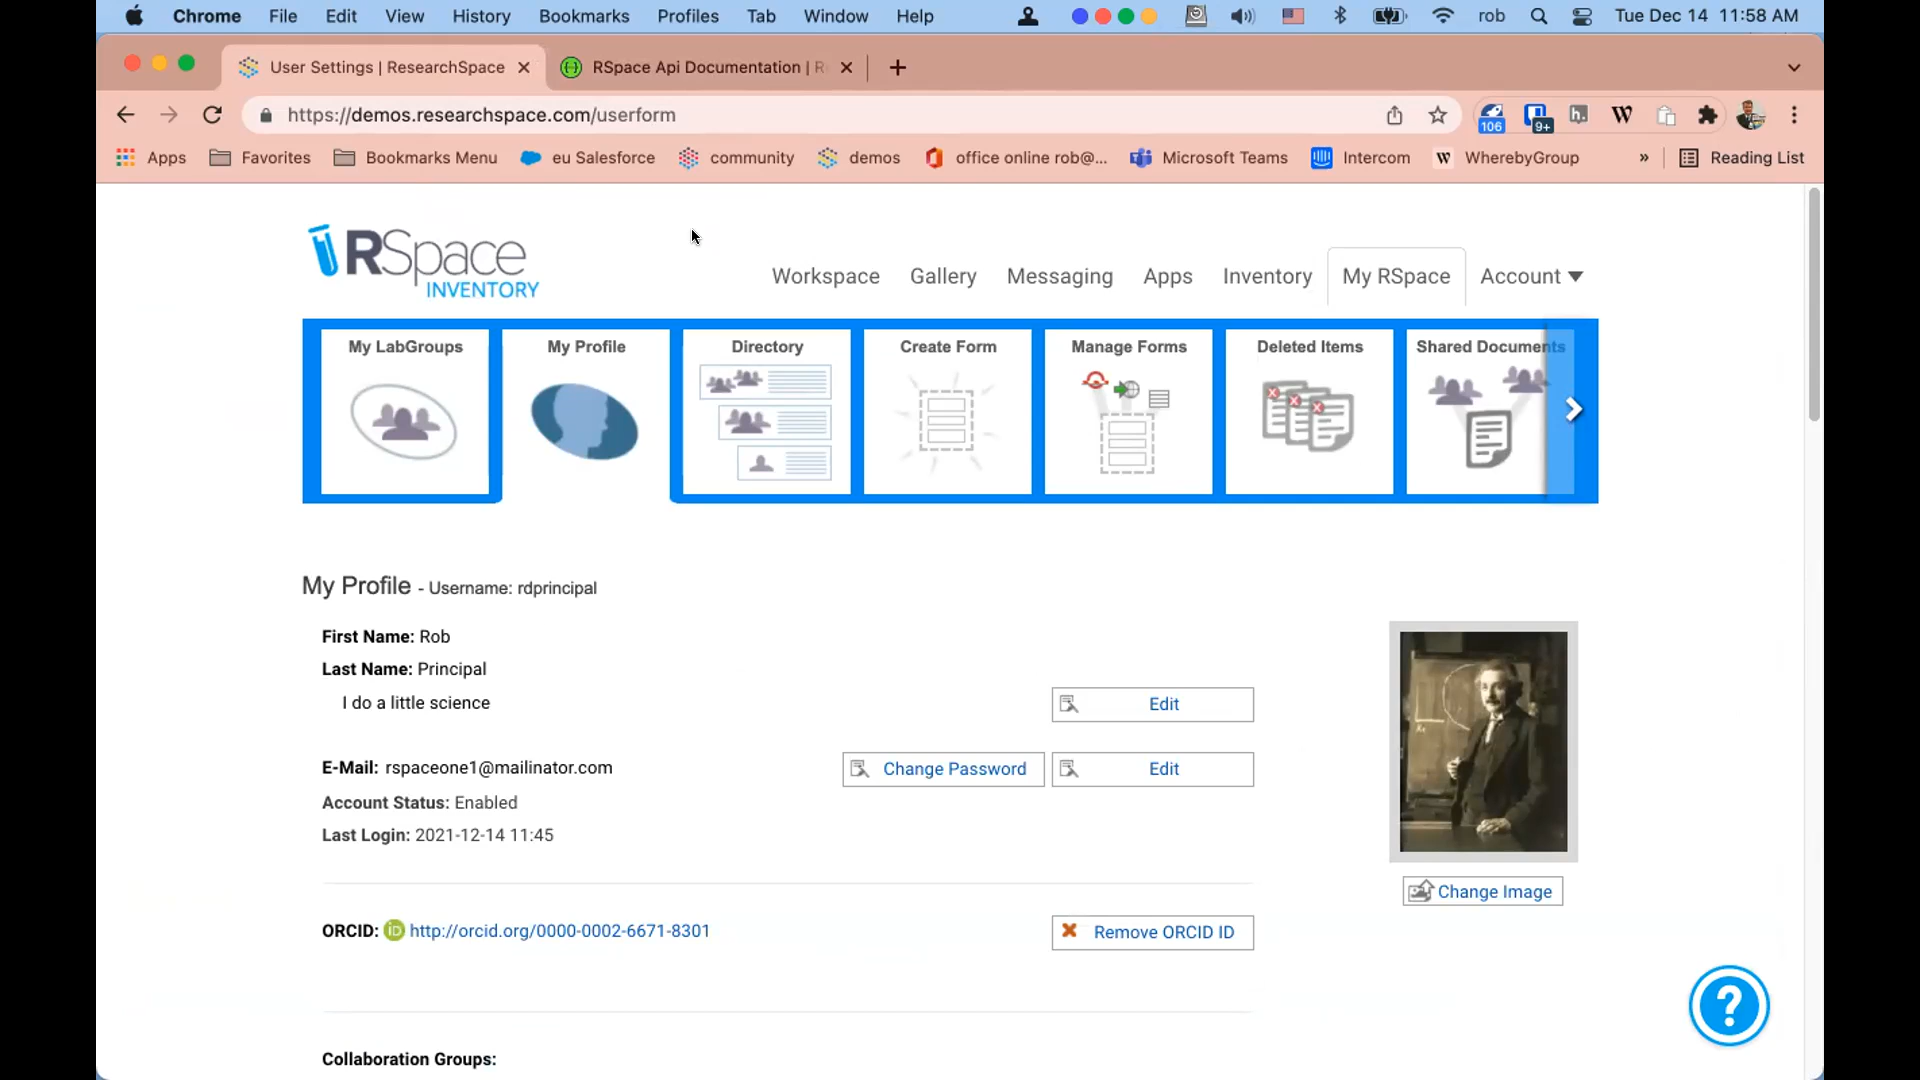 Chrome File Edit View History Bookmarks Profiles Tab Window Help rob Tue Dec 14 11:58 AM
User Settings | ResearchSpace RSpace Api Documentation | R
https://demos.researchspace.com/userform 106 9+ h. W
Apps Favorites Bookmarks Menu eu Salesforce community demos office online rob@... Microsoft Teams Intercom W WherebyGroup » Reading List
RSpace
INVENTORY
Workspace Gallery Messaging Apps Inventory My RSpace Account
My LabGroups My Profile Directory Create Form Manage Forms Deleted Items Shared Documents
My Profile - Username: rdprincipal
First Name: Rob
Last Name: Principal
I do a little science
Edit
E-Mail: rspaceone1@mailinator.com
Change Password Edit
Account Status: Enabled
Last Login: 2021-12-14 11:45
Change Image
ORCID: iD http://orcid.org/0000-0002-6671-8301
Remove ORCID ID
?
Collaboration Groups: